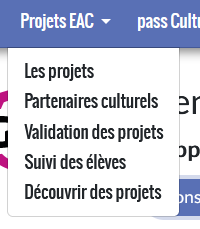 Projets EAC pass Cult
Les projets
Partenaires culturels
Validation des projets
Suivi des élèves
Découvrir des projets